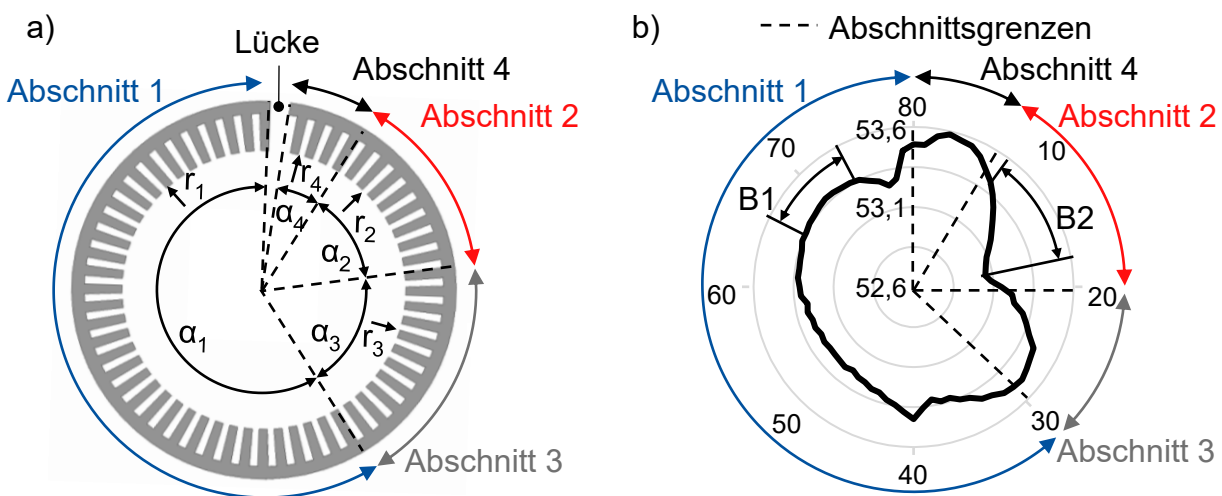 a)
Lücke
Abschnitt 4
Abschnitt 1
Abschnitt 2
r₁
r₄
α₄
r₂
α₂
α₁
α₃
r₃
Abschnitt 3
b)
Abschnittsgrenzen
Abschnitt 4
Abschnitt 1
Abschnitt 2
80
53,6
10
70
B1
53,1
B2
60
52,6
20
50
30
40
Abschnitt 3